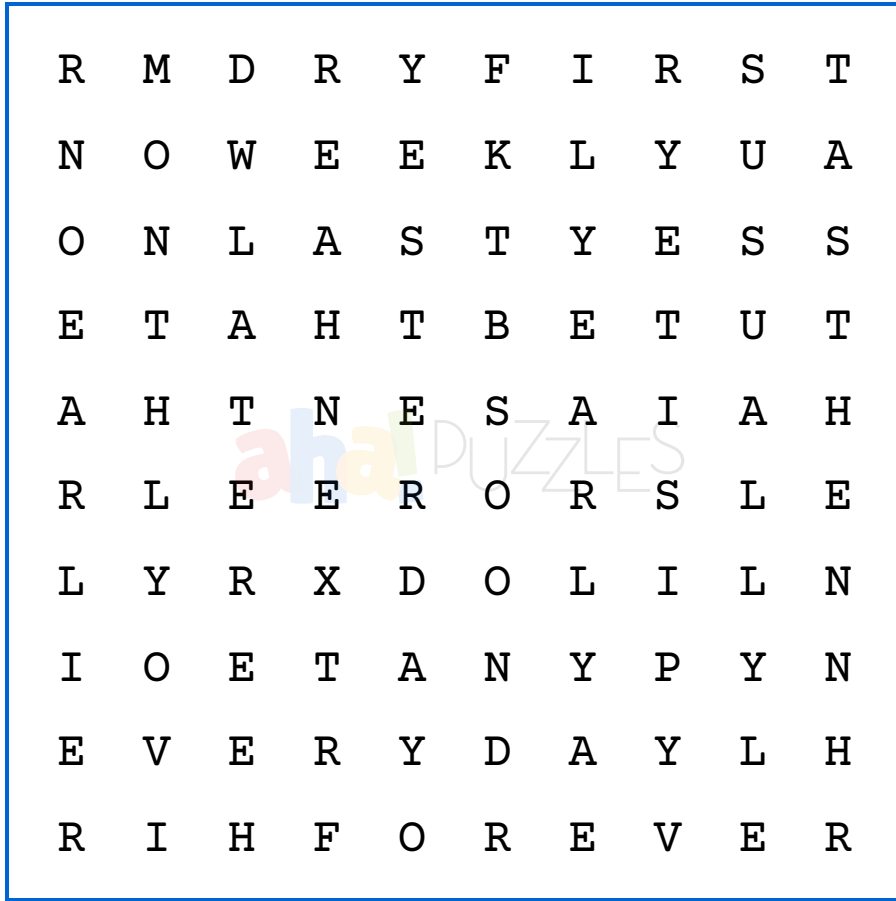 R M D R Y F I R S T
N O W E E K L Y U A
O N L A S T Y E S S
E T A H T B E T U T
A H T N E S A I A H
R L E E R O R S L E
L Y R X D O L I L N
I O E T A N Y P Y N
E V E R Y D A Y L H
R I H F O R E V E R
aha! PUZZLES